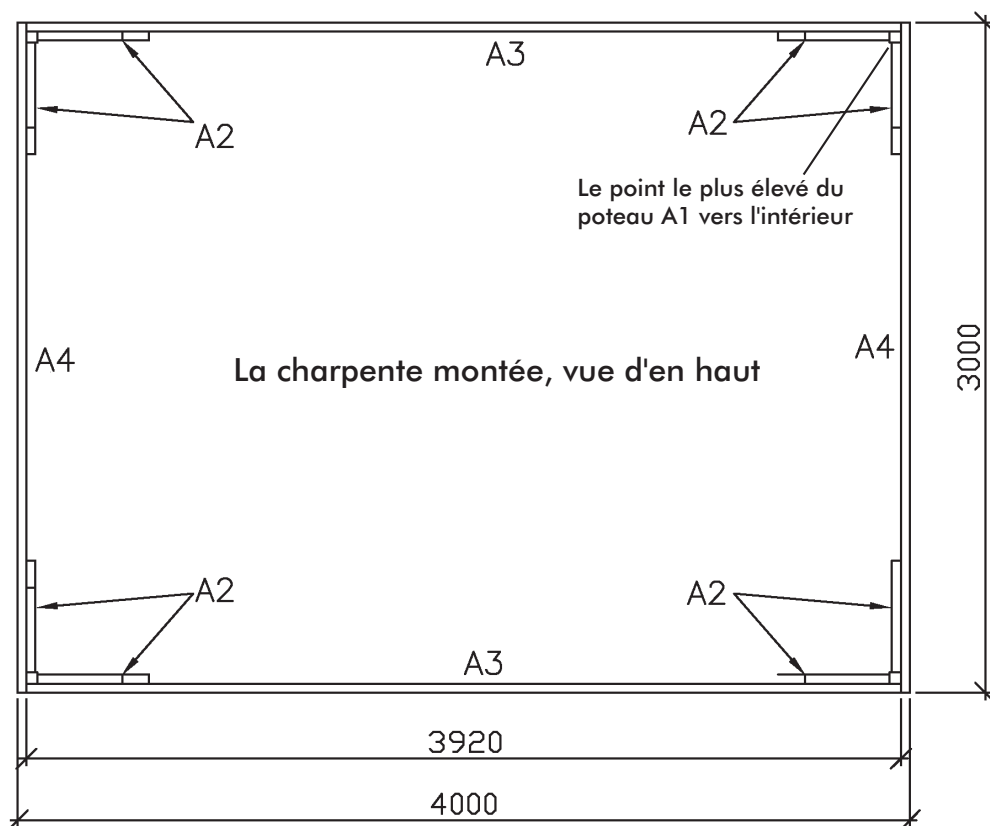 A3
A2
A2
Le point le plus élevé du
poteau A1 vers l'intérieur
A4
La charpente montée, vue d'en haut
A4
3000
A2
A2
A3
3920
4000